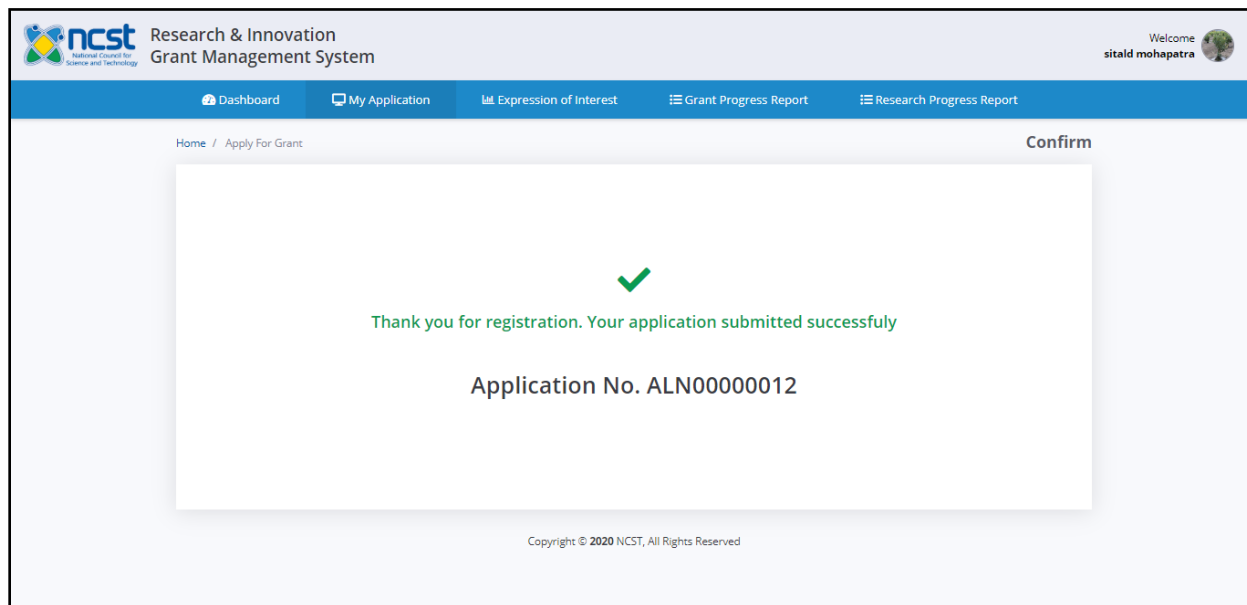 ncst
National Council for
Science and Technology
Research & Innovation
Grant Management System
Welcome
sitald mohapatra
Dashboard My Application Expression of Interest Grant Progress Report Research Progress Report
Home / Apply For Grant
Confirm
Thank you for registration. Your application submitted successfuly
Application No. ALN00000012
Copyright © 2020 NCST, All Rights Reserved